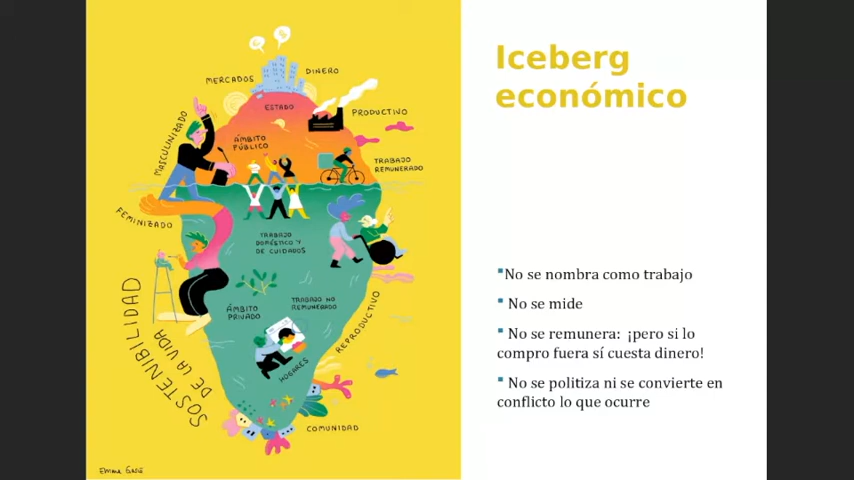 MERCADOS
DINERO
ESTADO
PRODUCTIVO
MASCULINIZADO
ÁMBITO
PÚBLICO
TRABAJO
REMUNERADO
FEMINIZADO
TRABAJO
DOMÉSTICO Y
DE CUIDADOS
SOSTENIBILIDAD
DE LA VIDA
ÁMBITO
PRIVADO
TRABAJO NO
REMUNERADO
REPRODUCTIVO
HOGARES
COMUNIDAD
Iceberg
económico
No se nombra como trabajo
No se mide
No se remunera: ¡pero si lo
compro fuera sí cuesta dinero!
No se politiza ni se convierte en
conflicto lo que ocurre